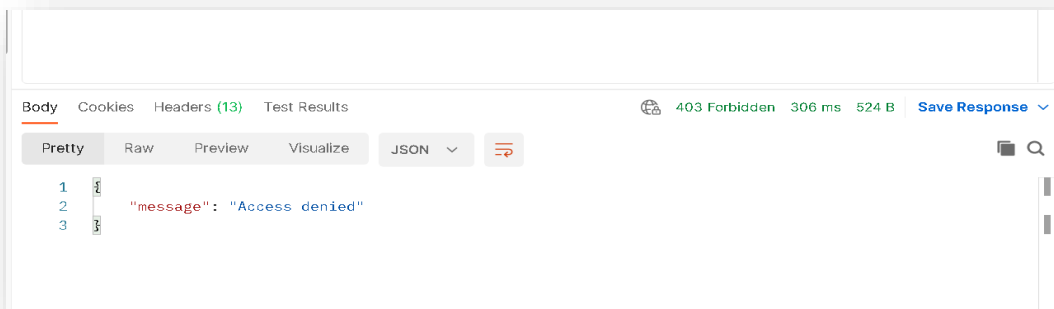 Body Cookies Headers (13) Test Results 403 Forbidden 306 ms 524 B Save Response
Pretty Raw Preview Visualize JSON
1 {
2 "message": "Access denied"
3 }